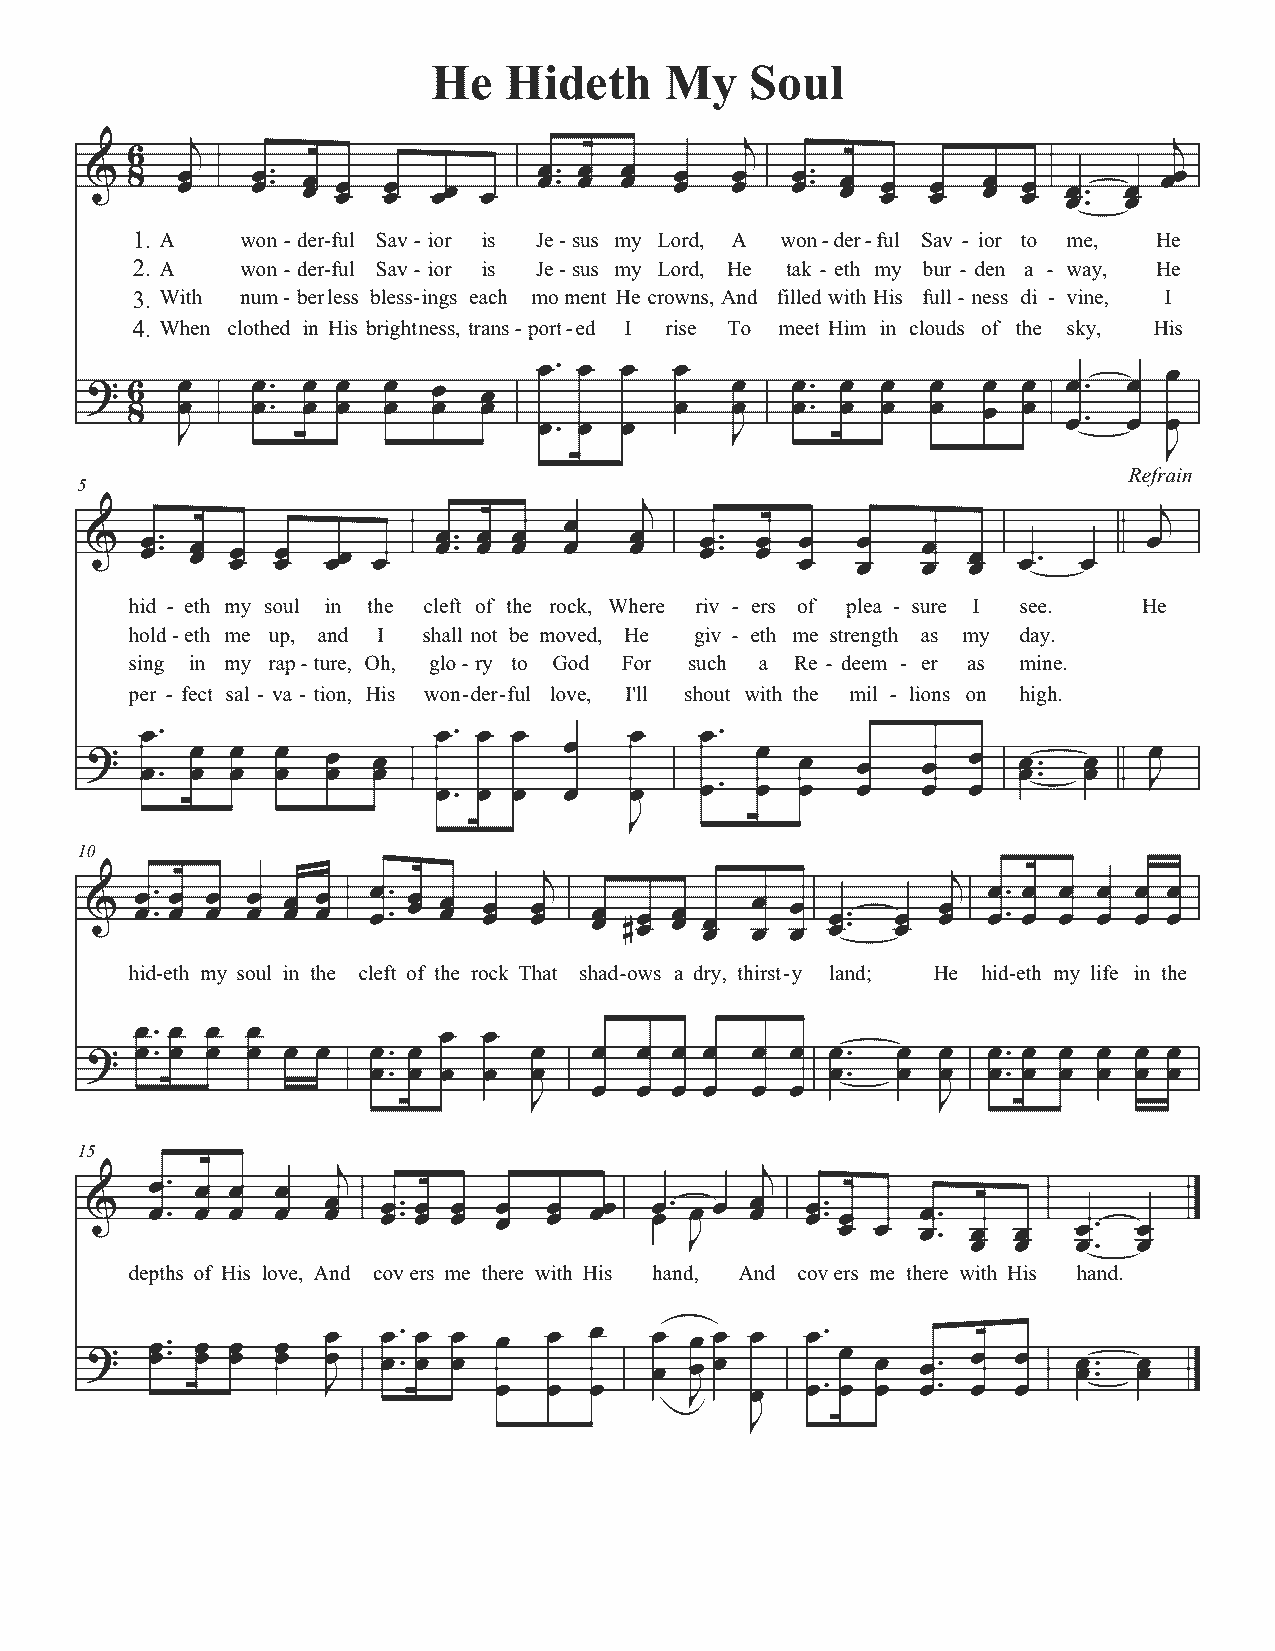 He Hideth My Soul
1. A won - der-ful Sav - ior is Je - sus my Lord, A won - der - ful Sav - ior to me, He
2. A won - der-ful Sav - ior is Je - sus my Lord, He tak - eth my bur - den a - way, He
3. With num - berless bless-ings each mo ment He crowns, And filled with His full - ness di - vine, I
4. When clothed in His brightness, trans - port - ed I rise To meet Him in clouds of the sky, His
Refrain
5
hid - eth my soul in the cleft of the rock, Where riv - ers of plea - sure I see. He
hold - eth me up, and I shall not be moved, He giv - eth me strength as my day.
sing in my rap - ture, Oh, glo - ry to God For such a Re - deem - er as mine.
per - fect sal - va - tion, His won-der-ful love, I'll shout with the mil - lions on high.
10
hid-eth my soul in the cleft of the rock That shad-ows a dry, thirst-y land; He hid-eth my life in the
15
depths of His love, And cov ers me there with His hand, And cov ers me there with His hand.